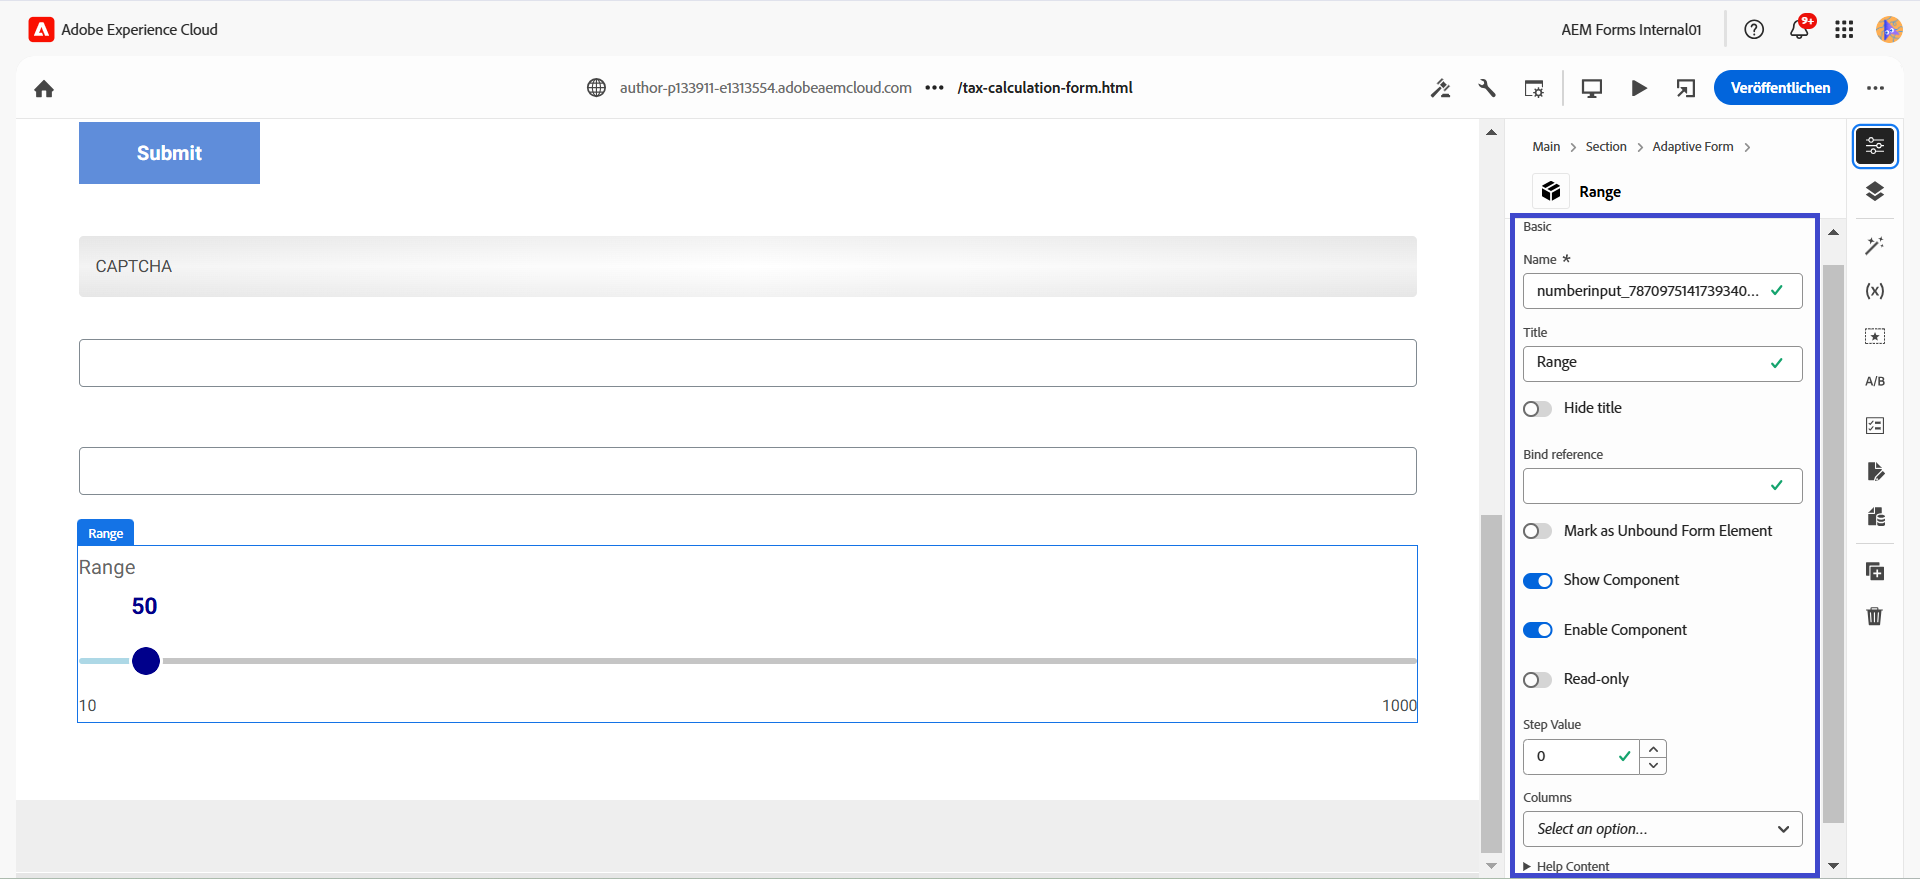 Adobe Experience Cloud
AEM Forms Internal01
9+
author-p133911-e1313554.adobeaemcloud.com ••• /tax-calculation-form.html
Veröffentlichen
Submit
CAPTCHA
Range
Range
50
10
1000
Main > Section > Adaptive Form >
Range
Basic
Name *
numberinput_7870975141739340...
Title
Range
Hide title
Bind reference
Mark as Unbound Form Element
Show Component
Enable Component
Read-only
Step Value
0
Columns
Select an option...
Help Content
(x)
A/B